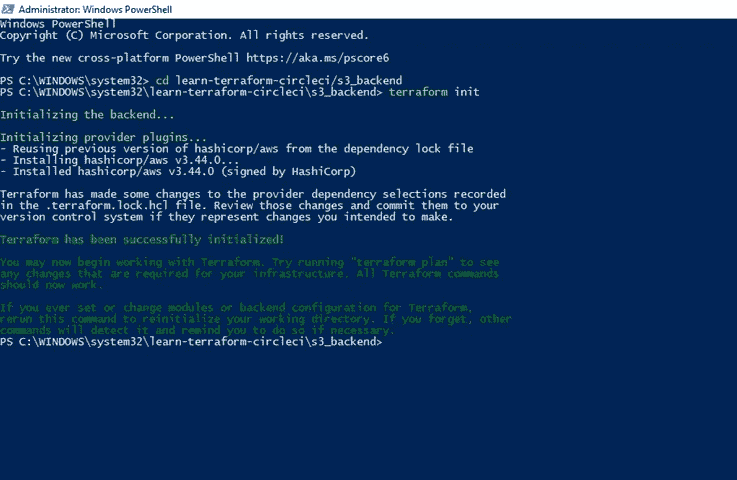 Administrator: Windows PowerShell
Windows PowerShell
Copyright (C) Microsoft Corporation. All rights reserved.
Try the new cross-platform PowerShell https://aka.ms/pscore6
PS C:\WINDOWS\system32> cd learn-terraform-circleci/s3_backend
PS C:\WINDOWS\system32\learn-terraform-circleci\s3_backend> terraform init
Initializing the backend...
Initializing provider plugins...
- Reusing previous version of hashicorp/aws from the dependency lock file
- Installing hashicorp/aws v3.44.0...
- Installed hashicorp/aws v3.44.0 (signed by HashiCorp)
Terraform has made some changes to the provider dependency selections recorded
in the .terraform.lock.hcl file. Review those changes and commit them to your
version control system if they represent changes you intended to make.
Terraform has been successfully initialized!
You may now begin working with Terraform. Try running "terraform plan" to see
any changes that are required for your infrastructure. All Terraform commands
should now work.
If you ever set or change modules or backend configuration for Terraform,
rerun this command to reinitialize your working directory. If you forget, other
commands will detect it and remind you to do so if necessary.
PS C:\WINDOWS\system32\learn-terraform-circleci\s3_backend>